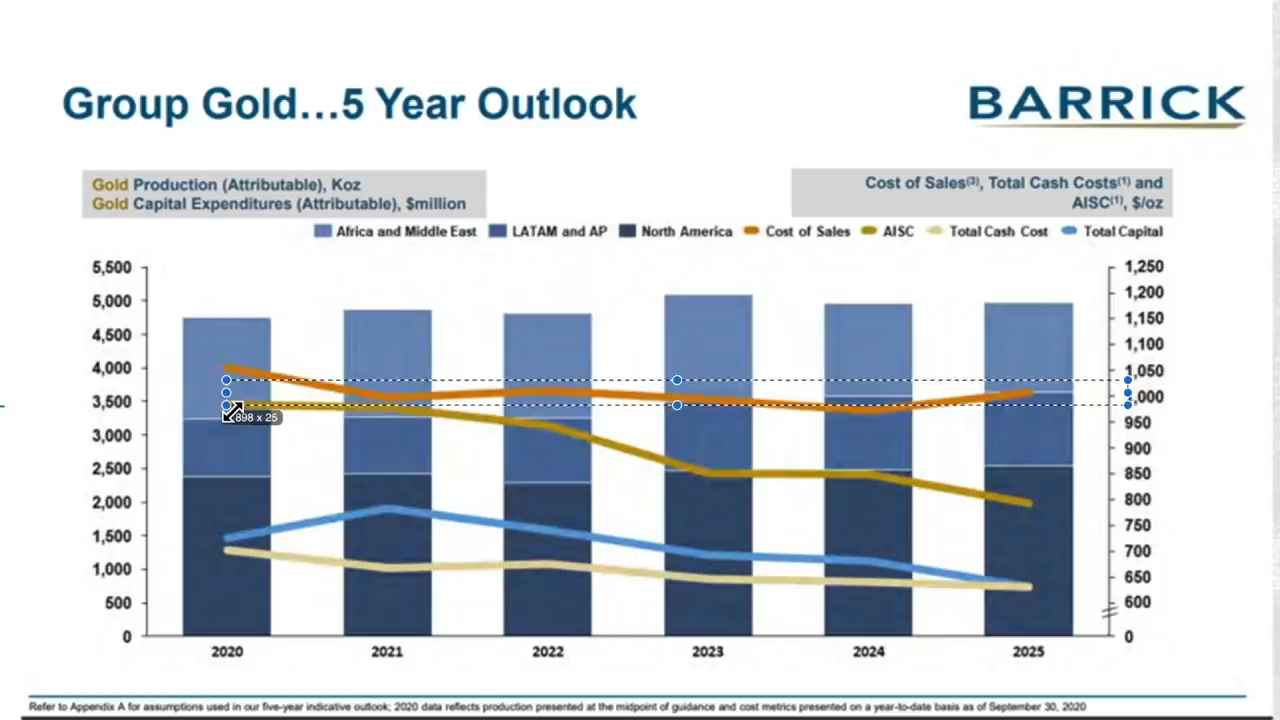 Group Gold…5 Year Outlook
BARRICK
Gold Production (Attributable), Koz
Gold Capital Expenditures (Attributable), $million
Cost of Sales⁽³⁾, Total Cash Costs⁽¹⁾ and
AISC⁽¹⁾, $/oz
Africa and Middle East LATAM and AP North America Cost of Sales AISC Total Cash Cost Total Capital
5,500 1,250
5,000 1,200
4,500 1,150
4,000 1,100
3,500 1,050
3,000 ,000
2,500 950
2,000 900
1,500 850
1,000 800
500 750
0 700
650
600
0
898 x 25
2020 2021 2022 2023 2024 2025
Refer to Appendix A for assumptions used in our five-year indicative outlook; 2020 data reflects production presented at the midpoint of guidance and cost metrics presented on a year-to-date basis as of September 30, 2020